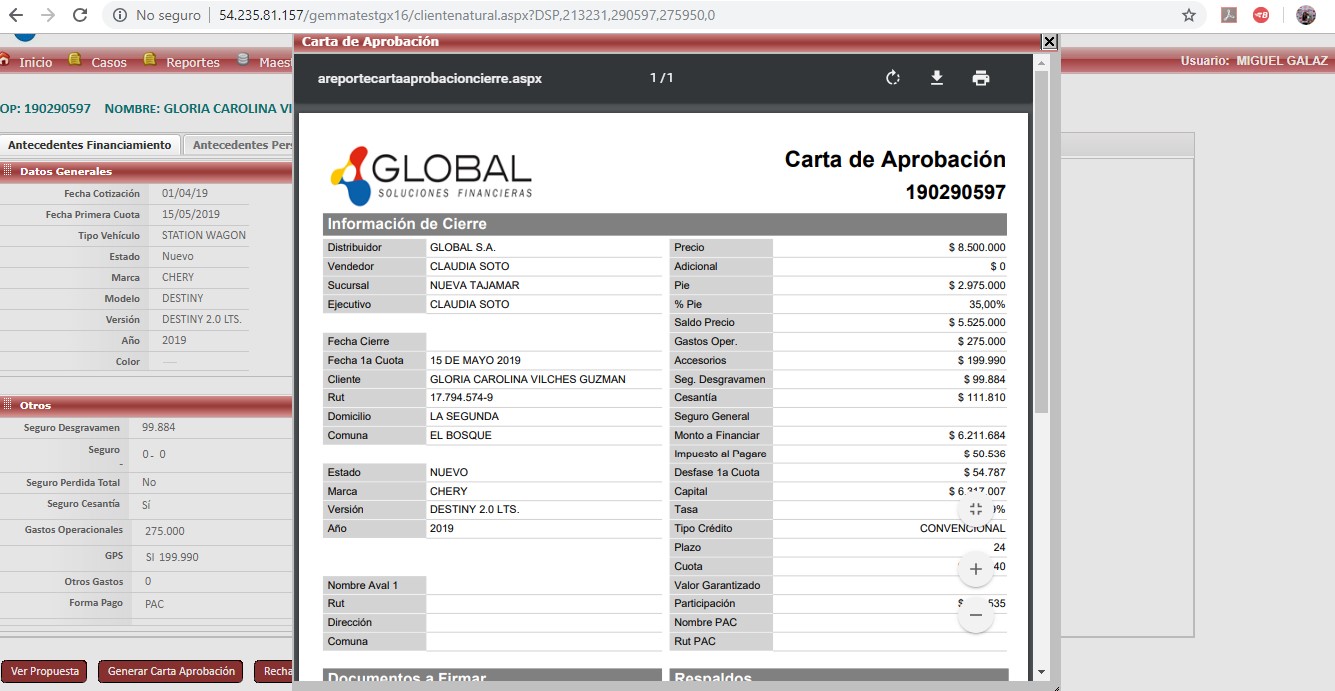 No seguro
54.235.81.157/gemmatestgx16/clientenatural.aspx?DSP,213231,290597,275950,0
Inicio
Casos
Reportes
Maest
Usuario: MIGUEL GALAZ
OP: 190290597 NOMBRE: GLORIA CAROLINA VI
Antecedentes Financiamiento
Antecedentes Pers
Datos Generales
Fecha Cotización 01/04/19
Fecha Primera Cuota 15/05/2019
Tipo Vehículo STATION WAGON
Estado Nuevo
Marca CHERY
Modelo DESTINY
Versión DESTINY 2.0 LTS.
Año 2019
Color
Otros
Seguro Desgravamen 99.884
Seguro
- 0- 0
Seguro Perdida Total No
Seguro Cesantía Sí
Gastos Operacionales 275.000
GPS SI 199.990
Otros Gastos 0
Forma Pago PAC
Ver Propuesta
Generar Carta Aprobación
Recha
Carta de Aprobación
areportecartaaprobacioncierre.aspx
1 / 1
GLOBAL
SOLUCIONES FINANCIERAS
Carta de Aprobación
190290597
Información de Cierre
Distribuidor GLOBAL S.A.
Vendedor CLAUDIA SOTO
Sucursal NUEVA TAJAMAR
Ejecutivo CLAUDIA SOTO
Fecha Cierre
Fecha 1a Cuota 15 DE MAYO 2019
Cliente GLORIA CAROLINA VILCHES GUZMAN
Rut 17.794.574-9
Domicilio LA SEGUNDA
Comuna EL BOSQUE
Estado NUEVO
Marca CHERY
Versión DESTINY 2.0 LTS.
Año 2019
Nombre Aval 1
Rut
Dirección
Comuna
Precio $ 8.500.000
Adicional $ 0
Pie $ 2.975.000
% Pie 35,00%
Saldo Precio $ 5.525.000
Gastos Oper. $ 275.000
Accesorios $ 199.990
Seg. Desgravamen $ 99.884
Cesantía $ 111.810
Seguro General
Monto a Financiar $ 6.211.684
Impuesto al Pagare $ 50.536
Desfase 1a Cuota $ 54.787
Capital $ 6.317.007
Tasa %
Tipo Crédito CONVENCIONAL
Plazo 24
Cuota 40
Valor Garantizado
Participación $ 535
Nombre PAC
Rut PAC
Documentos a Firmar
Respaldos